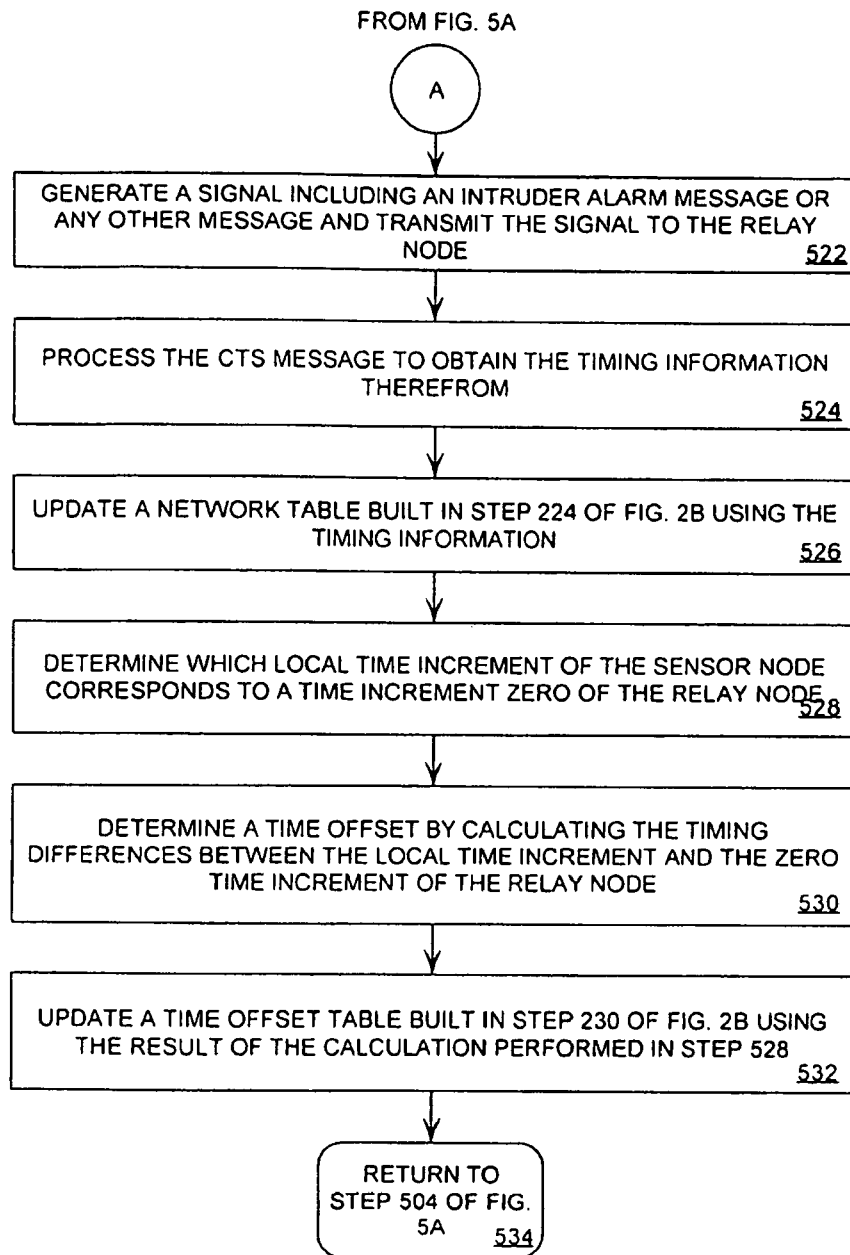 FROM FIG. 5A
A
GENERATE A SIGNAL INCLUDING AN INTRUDER ALARM MESSAGE OR
ANY OTHER MESSAGE AND TRANSMIT THE SIGNAL TO THE RELAY
NODE
522
PROCESS THE CTS MESSAGE TO OBTAIN THE TIMING INFORMATION
THEREFROM
524
UPDATE A NETWORK TABLE BUILT IN STEP 224 OF FIG. 2B USING THE
TIMING INFORMATION
526
DETERMINE WHICH LOCAL TIME INCREMENT OF THE SENSOR NODE
CORRESPONDS TO A TIME INCREMENT ZERO OF THE RELAY NODE
528
DETERMINE A TIME OFFSET BY CALCULATING THE TIMING
DIFFERENCES BETWEEN THE LOCAL TIME INCREMENT AND THE ZERO
TIME INCREMENT OF THE RELAY NODE
530
UPDATE A TIME OFFSET TABLE BUILT IN STEP 230 OF FIG. 2B USING
THE RESULT OF THE CALCULATION PERFORMED IN STEP 528
532
RETURN TO
STEP 504 OF FIG.
5A
534